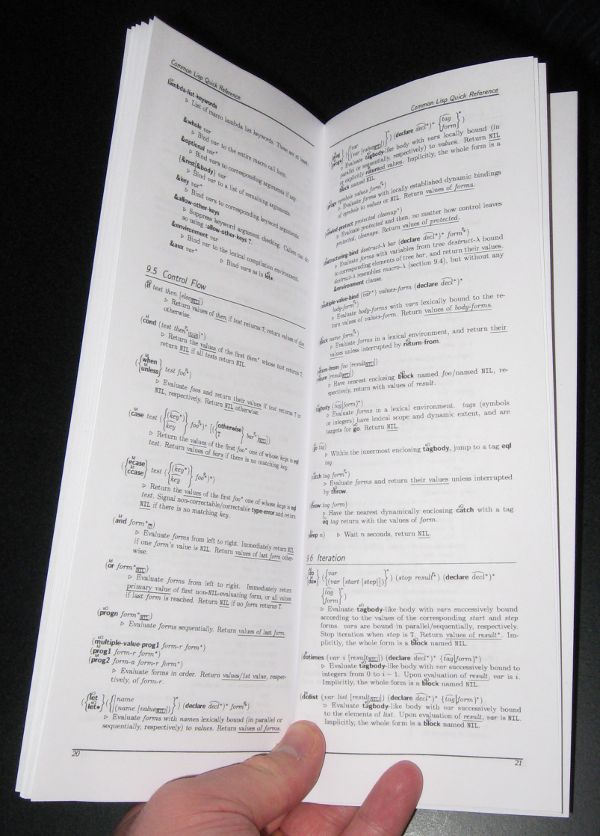 Common Lisp Quick Reference
lambda-list-keywords
▷ List of macro lambda list keywords. These are at least:
&whole var
▷ Bind var to the entire macro call form.
&optional var*
▷ Bind vars to corresponding arguments if any.
{&rest|&body} var
▷ Bind var to a list of remaining arguments.
&key var*
▷ Bind vars to corresponding keyword arguments.
&allow-other-keys
▷ Suppress keyword argument checking. Callers can do
so using :allow-other-keys T.
&environment var
▷ Bind var to the lexical compilation environment.
&aux var*
▷ Bind vars as in let*.
9.5 Control Flow
(if test then [else NIL])
▷ Return values of then if test returns T; return values of else
otherwise.
(cond (test then* test)*)
▷ Return the values of the first then* whose test returns T;
return NIL if all tests return NIL.
({when
unless} test foo*)
▷ Evaluate foos and return their values if test returns T or
NIL, respectively. Return NIL otherwise.
(case test ({(key*)
key} foo*)* [({otherwise
T} bar* NIL)])
▷ Return the values of the first foo* one of whose keys is eql
test. Return values of bars if there is no matching key.
({ecase
ccase} test ({(key*)
key} foo*)*)
▷ Return the values of the first foo* one of whose keys is eql
test. Signal non-correctable/correctable type-error and return
NIL if there is no matching key.
(and form* T)
▷ Evaluate forms from left to right. Immediately return NIL
if one form's value is NIL. Return values of last form other-
wise.
(or form* NIL)
▷ Evaluate forms from left to right. Immediately return
primary value of first non-NIL-evaluating form, or all values
if last form is reached. Return NIL if no form returns T.
(progn form* NIL)
▷ Evaluate forms sequentially. Return values of last form.
(multiple-value-prog1 form-r form*)
(prog1 form-r form*)
(prog2 form-a form-r form*)
▷ Evaluate forms in order. Return values/1st value, respec-
tively, of form-r.
({let
let*} ({|name
(name [value NIL])}*) (declare decl*)* form*)
▷ Evaluate forms with names lexically bound (in parallel or
sequentially, respectively) to values. Return values of forms.
20
Common Lisp Quick Reference
({prog
prog*} ({var
(var [value NIL])}*) (declare decl*)* {tag
form}*)
▷ Evaluate tagbody-like body with vars locally bound (in
parallel or sequentially, respectively) to values. Return NIL
or explicitly returned values. Implicitly, the whole form is a
block named NIL.
symbols values form*)
▷ Evaluate forms with locally established dynamic bindings
of symbols to values or NIL. Return values of forms.
protect protected cleanup*)
▷ Evaluate protected and then, no matter how control leaves
protected, cleanups. Return values of protected.
destructuring-bind destruct-λ bar (declare decl*)* form*)
▷ Evaluate forms with variables from tree destruct-λ bound
to corresponding elements of tree bar, and return their values.
destruct-λ resembles macro-λ (section 9.4), but without any
&environment clause.
multiple-value-bind (var*) values-form (declare decl*)*
body-form*)
▷ Evaluate body-forms with vars lexically bound to the re-
turn values of values-form. Return values of body-forms.
block name form*)
▷ Evaluate forms in a lexical environment, and return their
values unless interrupted by return-from.
return-from foo [result NIL])
return [result NIL])
▷ Have nearest enclosing block named foo/named NIL, re-
spectively, return with values of result.
tagbody {tag|form}*)
▷ Evaluate forms in a lexical environment. tags (symbols
or integers) have lexical scope and dynamic extent, and are
targets for go. Return NIL.
(go tag)
▷ Within the innermost enclosing tagbody, jump to a tag eql
tag.
catch tag form*)
▷ Evaluate forms and return their values unless interrupted
by throw.
throw tag form)
▷ Have the nearest dynamically enclosing catch with a tag
eq tag return with the values of form.
sleep n) ▷ Wait n seconds, return NIL.
9.6 Iteration
({do
do*} ({var
(var [start [step]])}*) (stop result*) (declare decl*)*
{tag
form}*)
▷ Evaluate tagbody-like body with vars successively bound
according to the values of the corresponding start and step
forms. vars are bound in parallel/sequentially, respectively.
Stop iteration when stop is T. Return values of result*. Im-
plicitly, the whole form is a block named NIL.
dotimes (var i [result NIL]) (declare decl*)* {tag|form}*)
▷ Evaluate tagbody-like body with var successively bound to
integers from 0 to i − 1. Upon evaluation of result, var is i.
Implicitly, the whole form is a block named NIL.
(dolist (var list [result NIL]) (declare decl*)* {tag|form}*)
▷ Evaluate tagbody-like body with var successively bound
to the elements of list. Upon evaluation of result, var is NIL.
Implicitly, the whole form is a block named NIL.
21